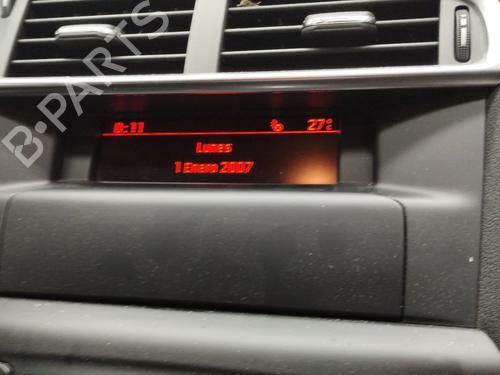 0:11 27°C
Lunes
1 Enero 2007
B-PARTS